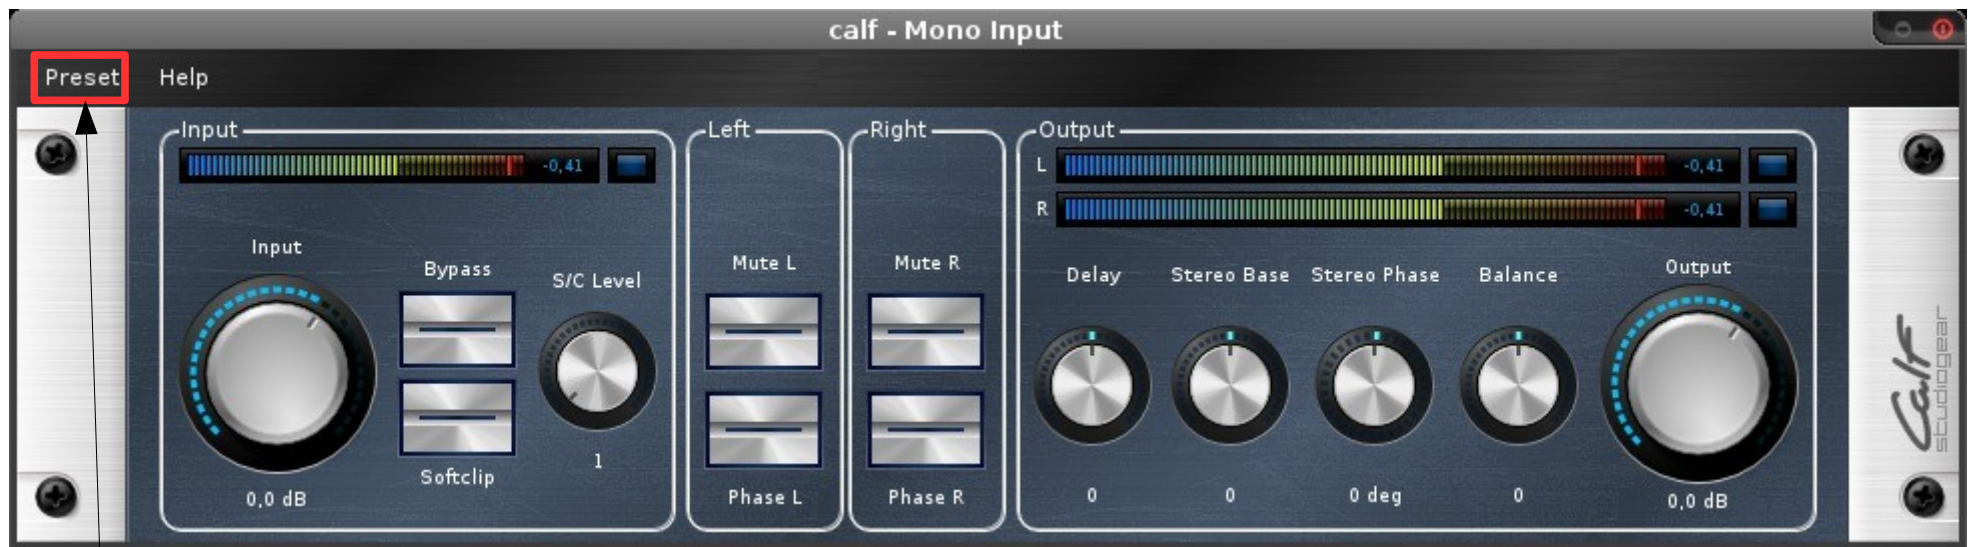 calf - Mono Input
Preset Help
Input
-0,41
Input
Bypass
S/C Level
Softclip
1
0,0 dB
Left
Mute L
Phase L
Right
Mute R
Phase R
Output
L -0,41
R -0,41
Delay Stereo Base Stereo Phase Balance Output
0 0 0 deg 0 0,0 dB
Calf
studiogear